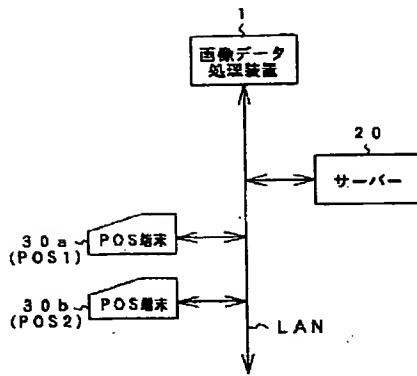 1
画像データ
処理装置
20
サーバー
30a
(POS1)
POS端末
30b
(POS2)
POS端末
LAN